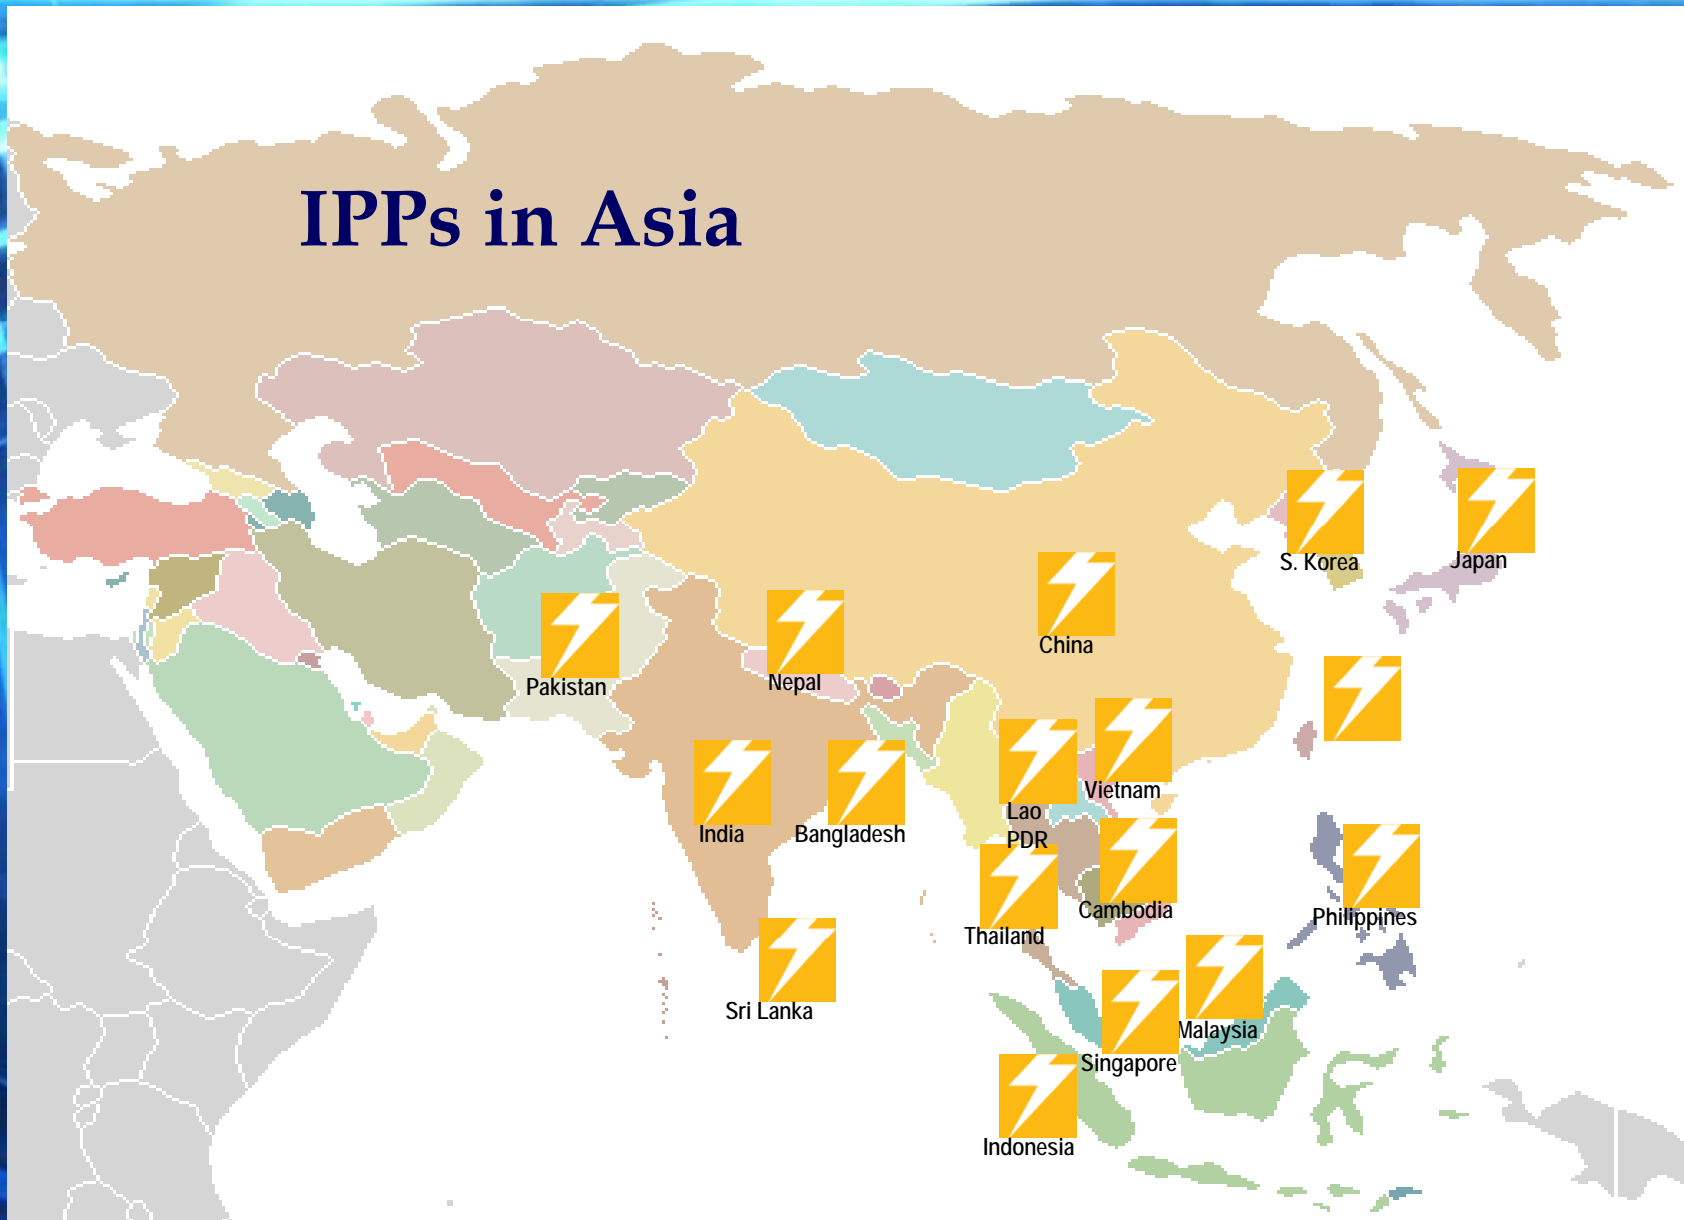 IPPs in Asia
S. Korea
Japan
China
Pakistan
Nepal
Vietnam
India
Bangladesh
Lao
PDR
Thailand
Cambodia
Philippines
Sri Lanka
Malaysia
Singapore
Indonesia